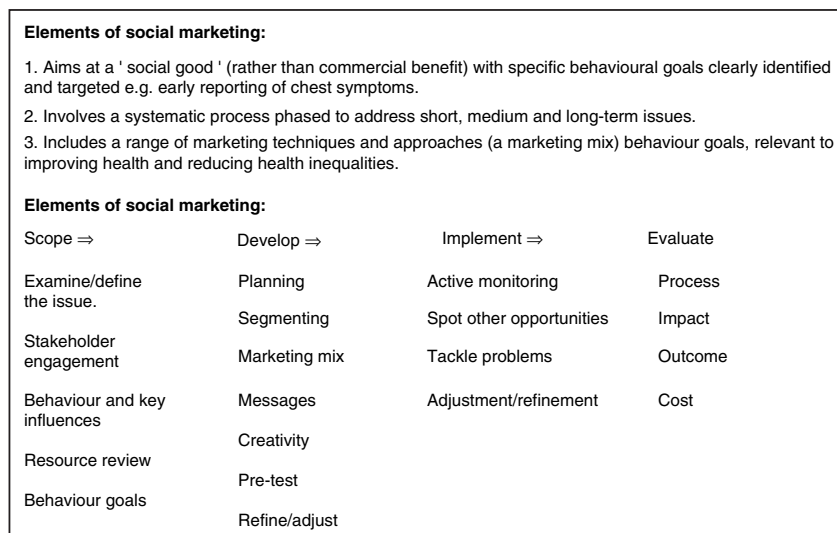 Elements of social marketing:
1. Aims at a ' social good ' (rather than commercial benefit) with specific behavioural goals clearly identified
and targeted e.g. early reporting of chest symptoms.
2. Involves a systematic process phased to address short, medium and long-term issues.
3. Includes a range of marketing techniques and approaches (a marketing mix) behaviour goals, relevant to
improving health and reducing health inequalities.
Elements of social marketing:
Scope ⇒ Develop ⇒ Implement ⇒ Evaluate
Examine/define
the issue.
Stakeholder
engagement
Behaviour and key
influences
Resource review
Behaviour goals
Planning
Segmenting
Marketing mix
Messages
Creativity
Pre-test
Refine/adjust
Active monitoring
Spot other opportunities
Tackle problems
Adjustment/refinement
Process
Impact
Outcome
Cost